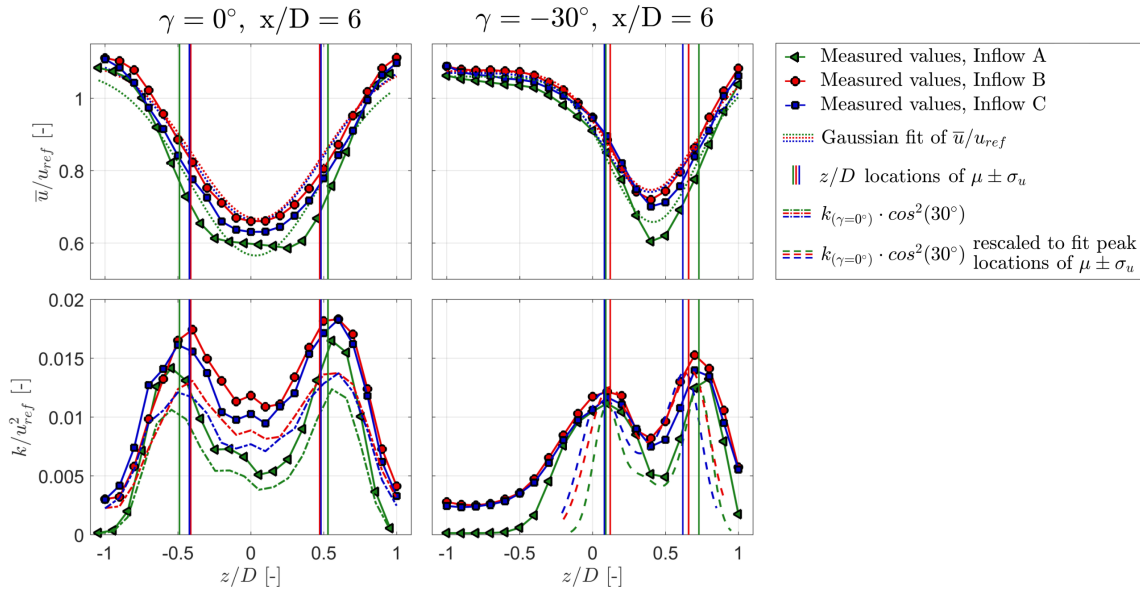 γ = 0°, x/D = 6
γ = −30°, x/D = 6
1
0.8
0.6
u̅/u_ref [-]
0.02
0.015
0.01
0.005
0
k/u²_ref [-]
-1 -0.5 0 0.5 1
z/D [-]
-1 -0.5 0 0.5 1
z/D [-]
Measured values, Inflow A
Measured values, Inflow B
Measured values, Inflow C
Gaussian fit of u̅/u_ref
z/D locations of μ ± σ_u
k_(γ=0°) · cos²(30°)
k_(γ=0°) · cos²(30°) rescaled to fit peak
locations of μ ± σ_u